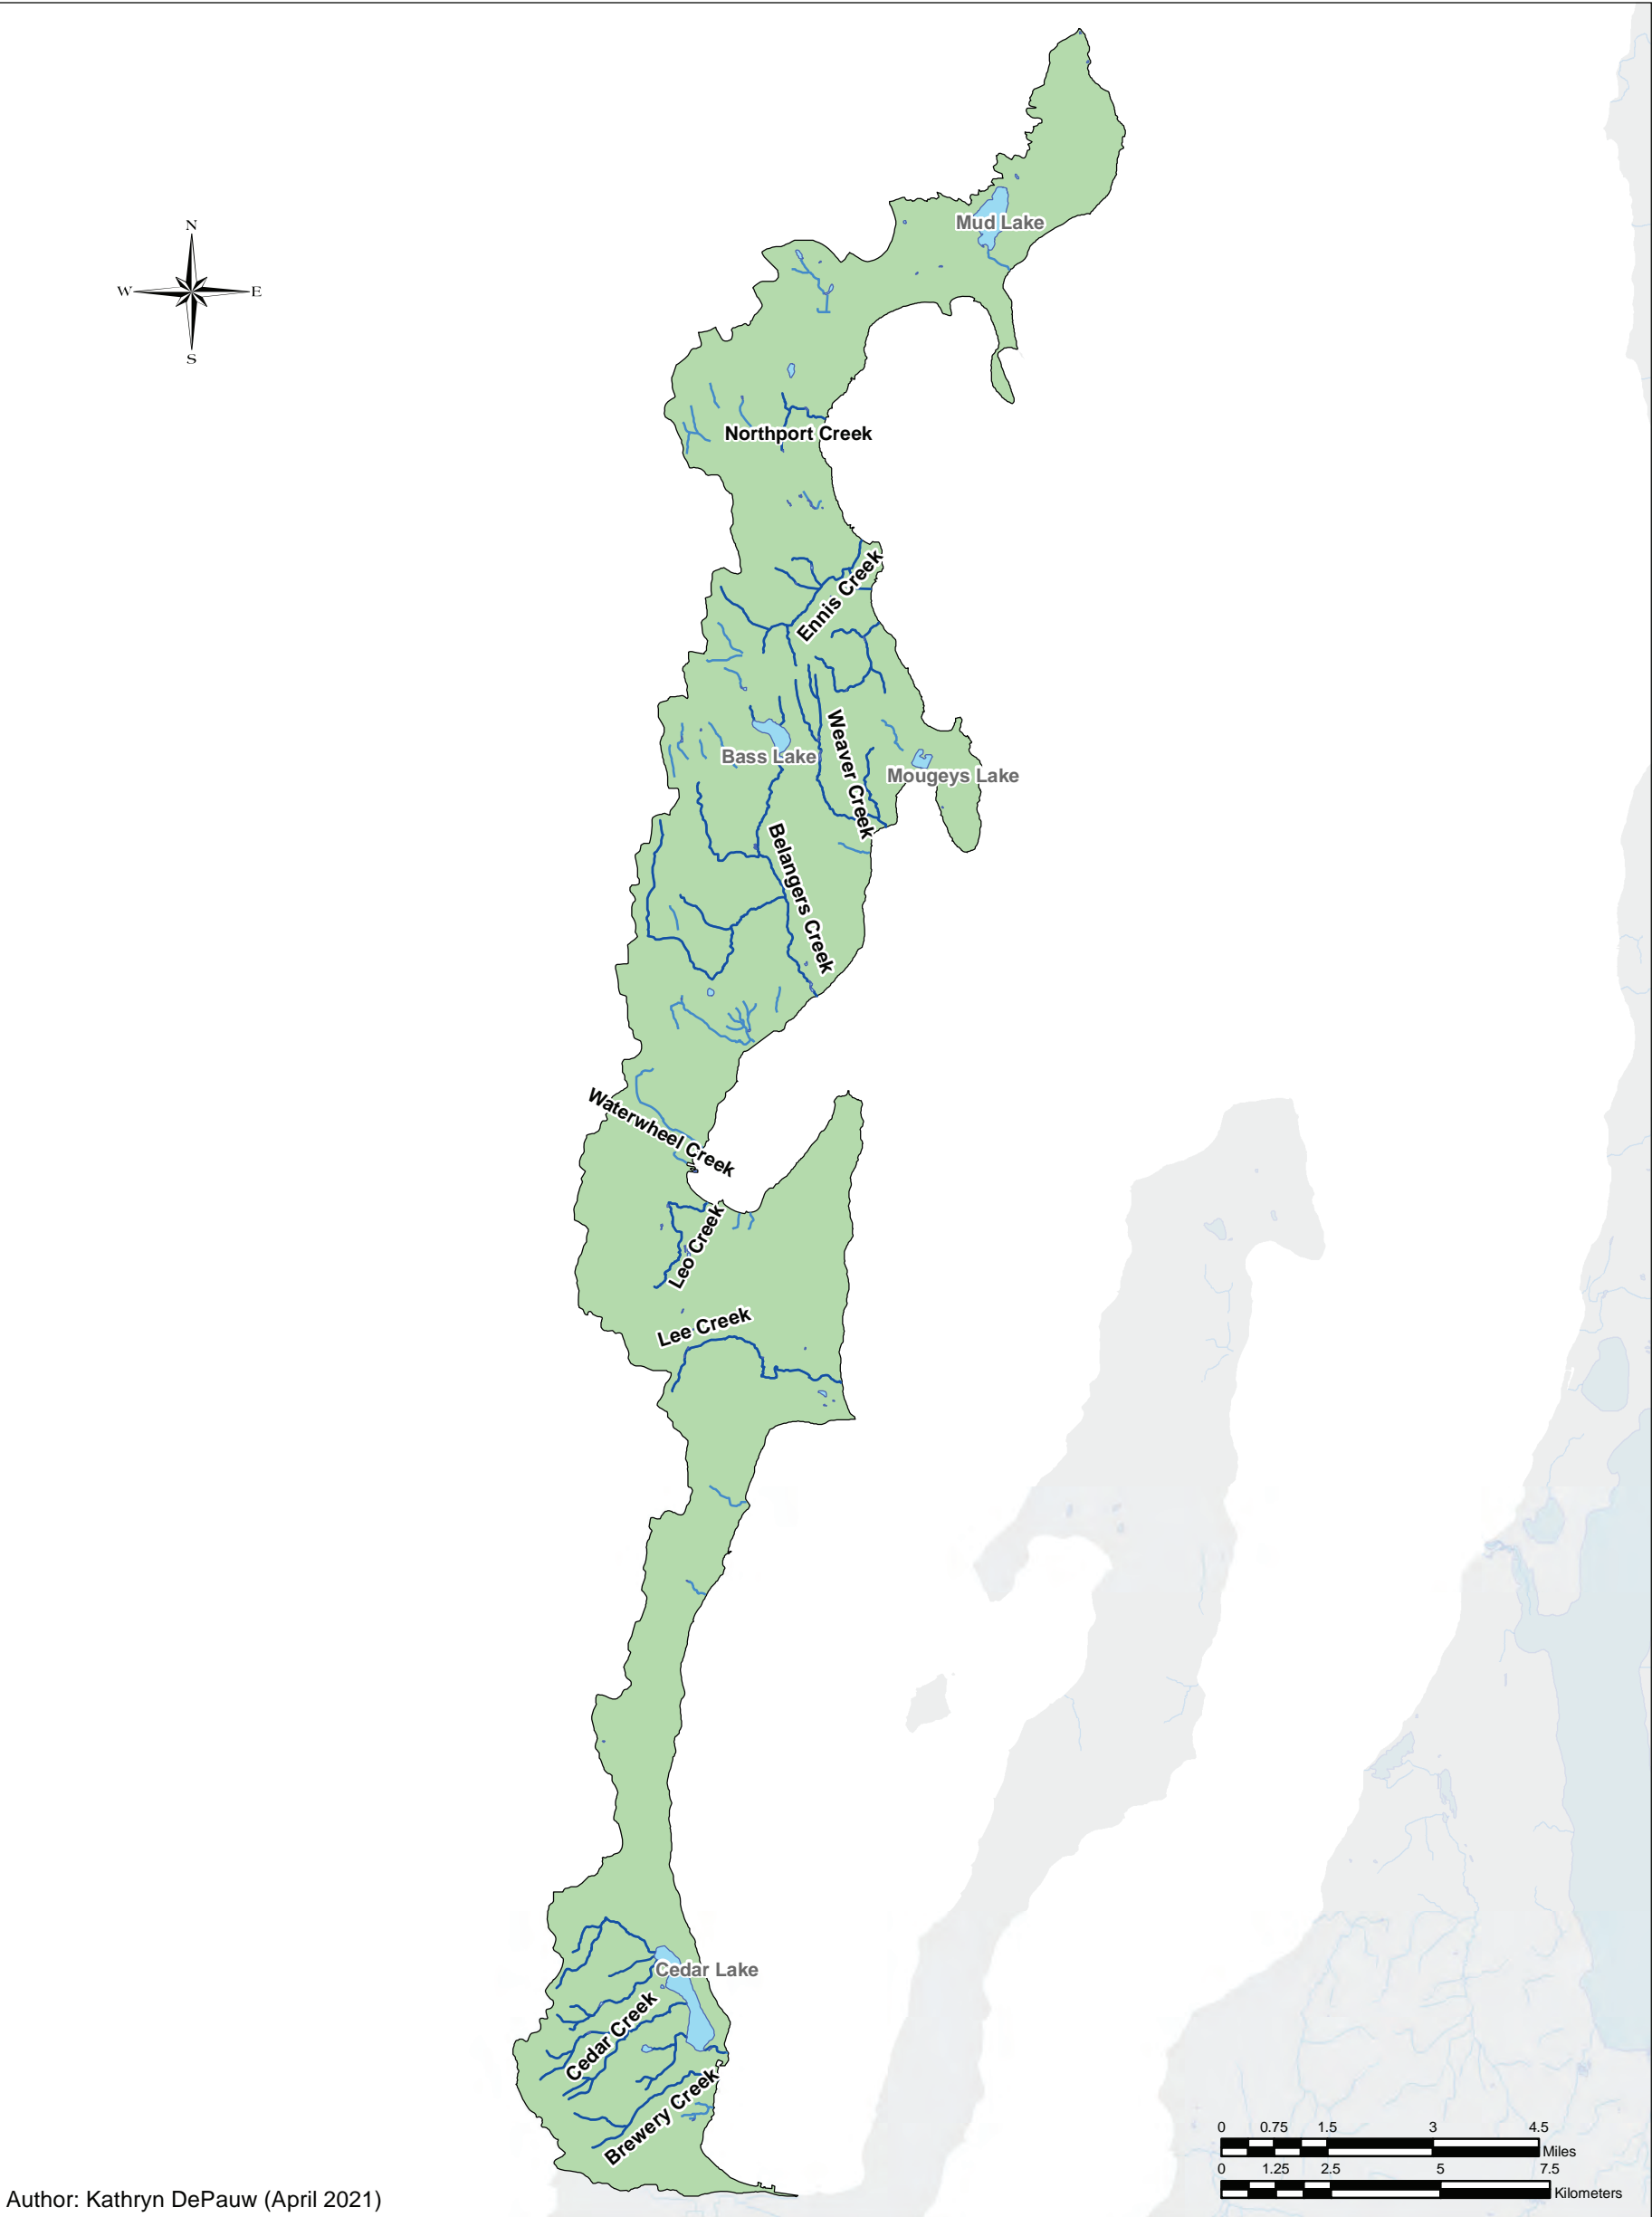 Mud Lake
N
W
E
S
Northport Creek
Ennis Creek
Weaver Creek
Bass Lake
Mougeys Lake
Belangers Creek
Waterwheel Creek
Leo Creek
Lee Creek
Cedar Lake
Cedar Creek
Brewery Creek
0 0.75 1.5 3 4.5
Miles
0 1.25 2.5 5 7.5
Kilometers
Author: Kathryn DePauw (April 2021)